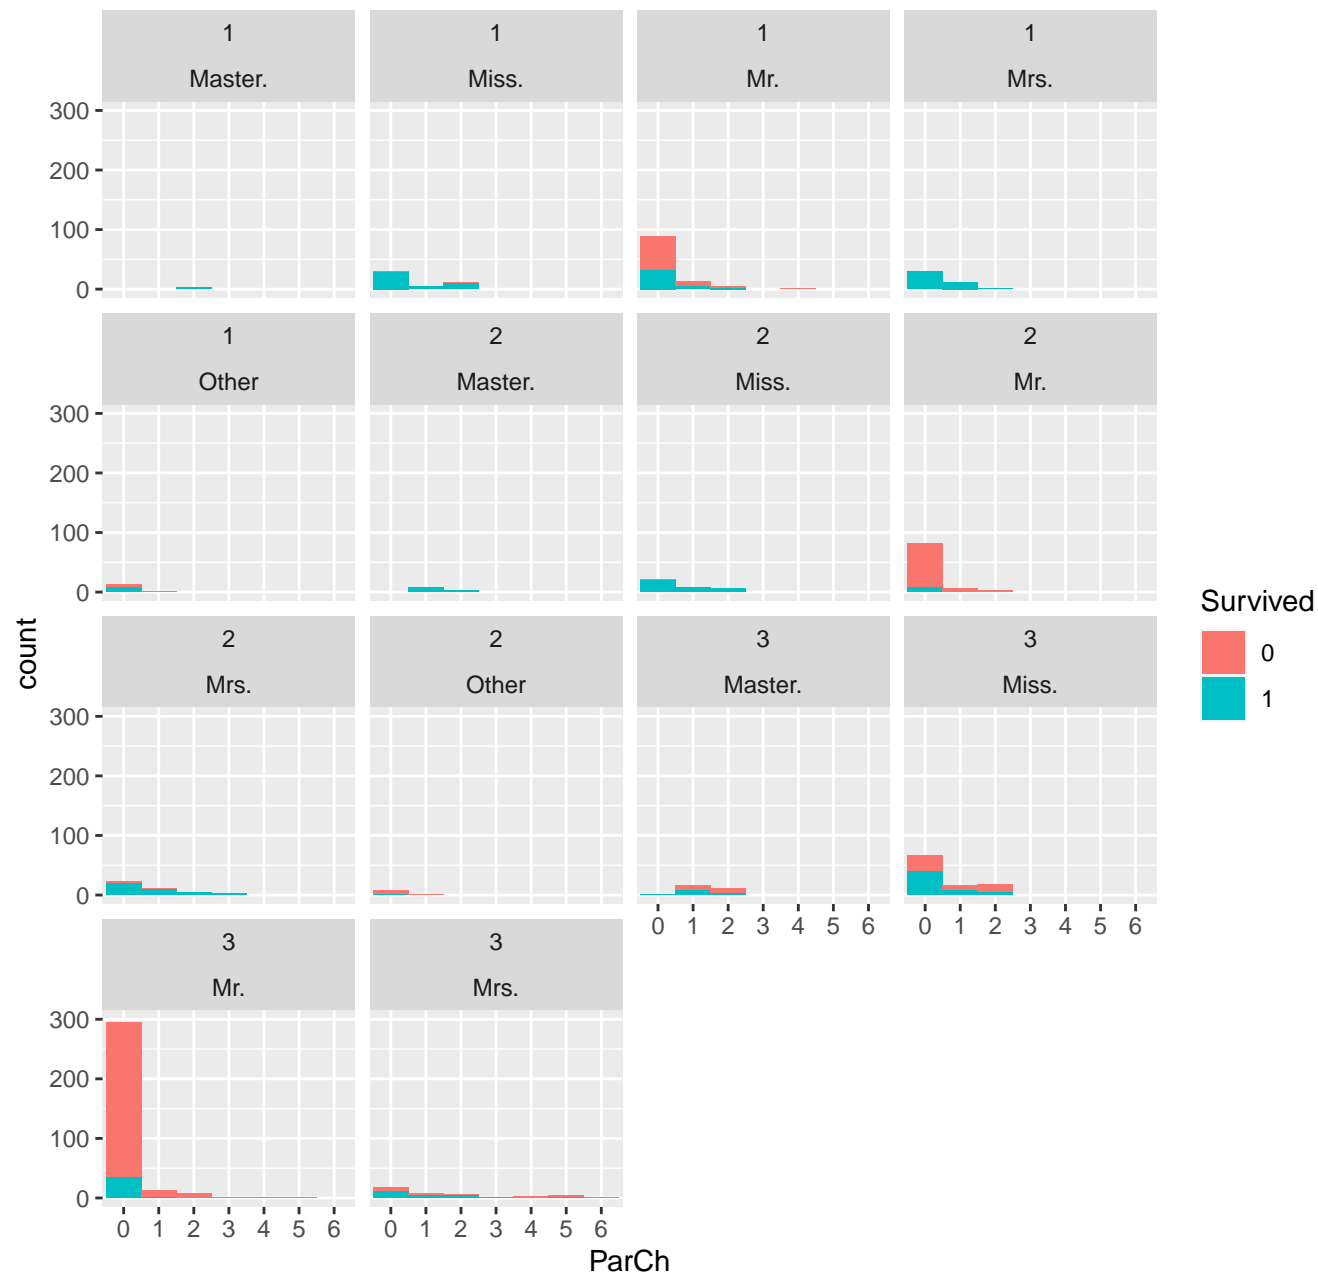 1 1 1 1
Master. Miss. Mr. Mrs.
300
200
100
0
1 2 2 2
Other Master. Miss. Mr.
300
200
100
0
2 2 3 3
Mrs. Other Master. Miss.
300
200
100
0
0 1 2 3 4 5 6 0 1 2 3 4 5 6
3 3
Mr. Mrs.
300
200
100
0
0 1 2 3 4 5 6 0 1 2 3 4 5 6
ParCh
count
Survived
0
1